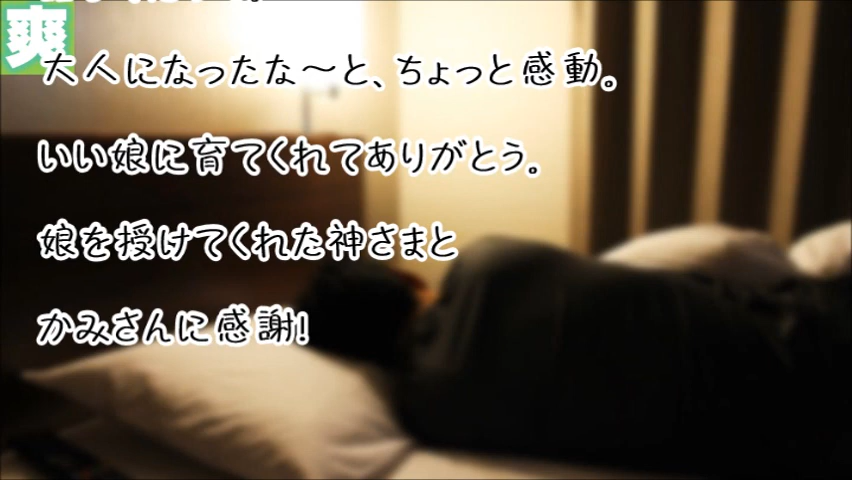 爽
大人になったな～と、ちょっと感動。
いい娘に育てくれてありがとう。
娘を授けてくれた神さまと
かみさんに感謝!